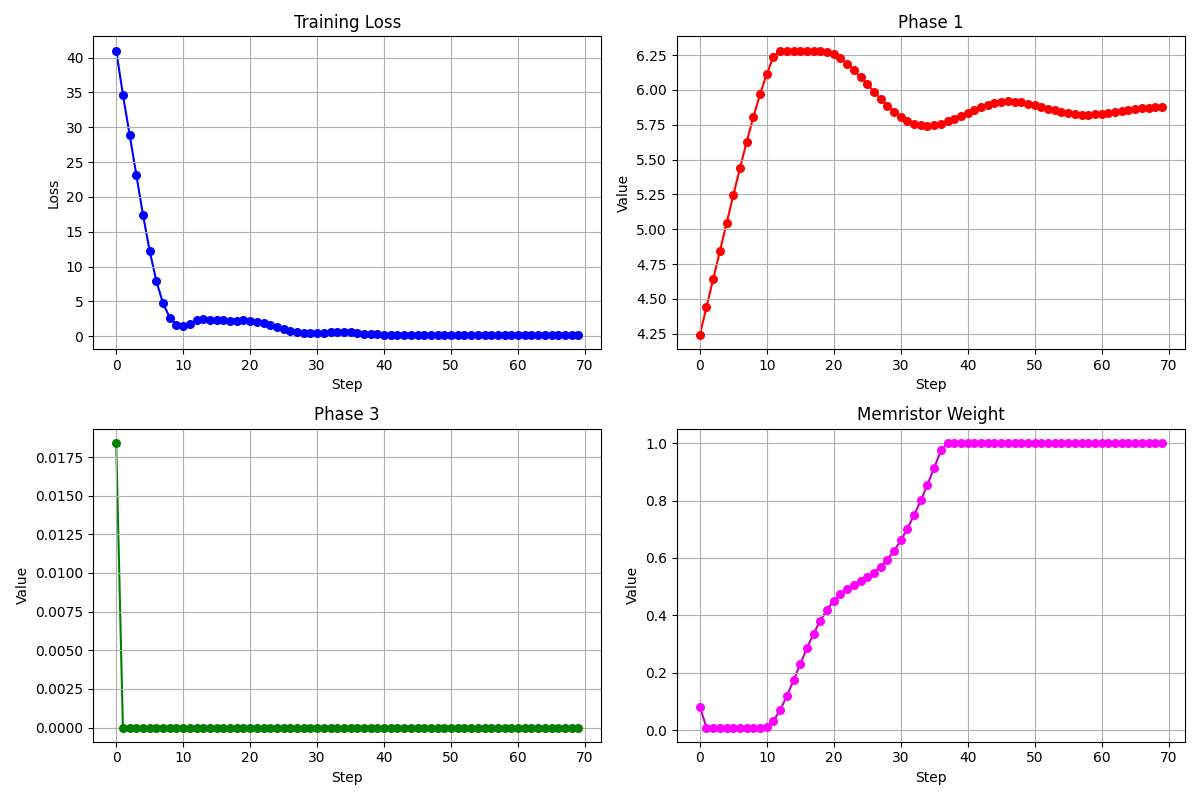 Training Loss
Loss
40
35
30
25
20
15
10
5
0
0 10 20 30 40 50 60 70
Step
Phase 1
Value
6.25
6.00
5.75
5.50
5.25
5.00
4.75
4.50
4.25
0 10 20 30 40 50 60 70
Step
Phase 3
Value
0.0175
0.0150
0.0125
0.0100
0.0075
0.0050
0.0025
0.0000
0 10 20 30 40 50 60 70
Step
Memristor Weight
Value
1.0
0.8
0.6
0.4
0.2
0.0
0 10 20 30 40 50 60 70
Step